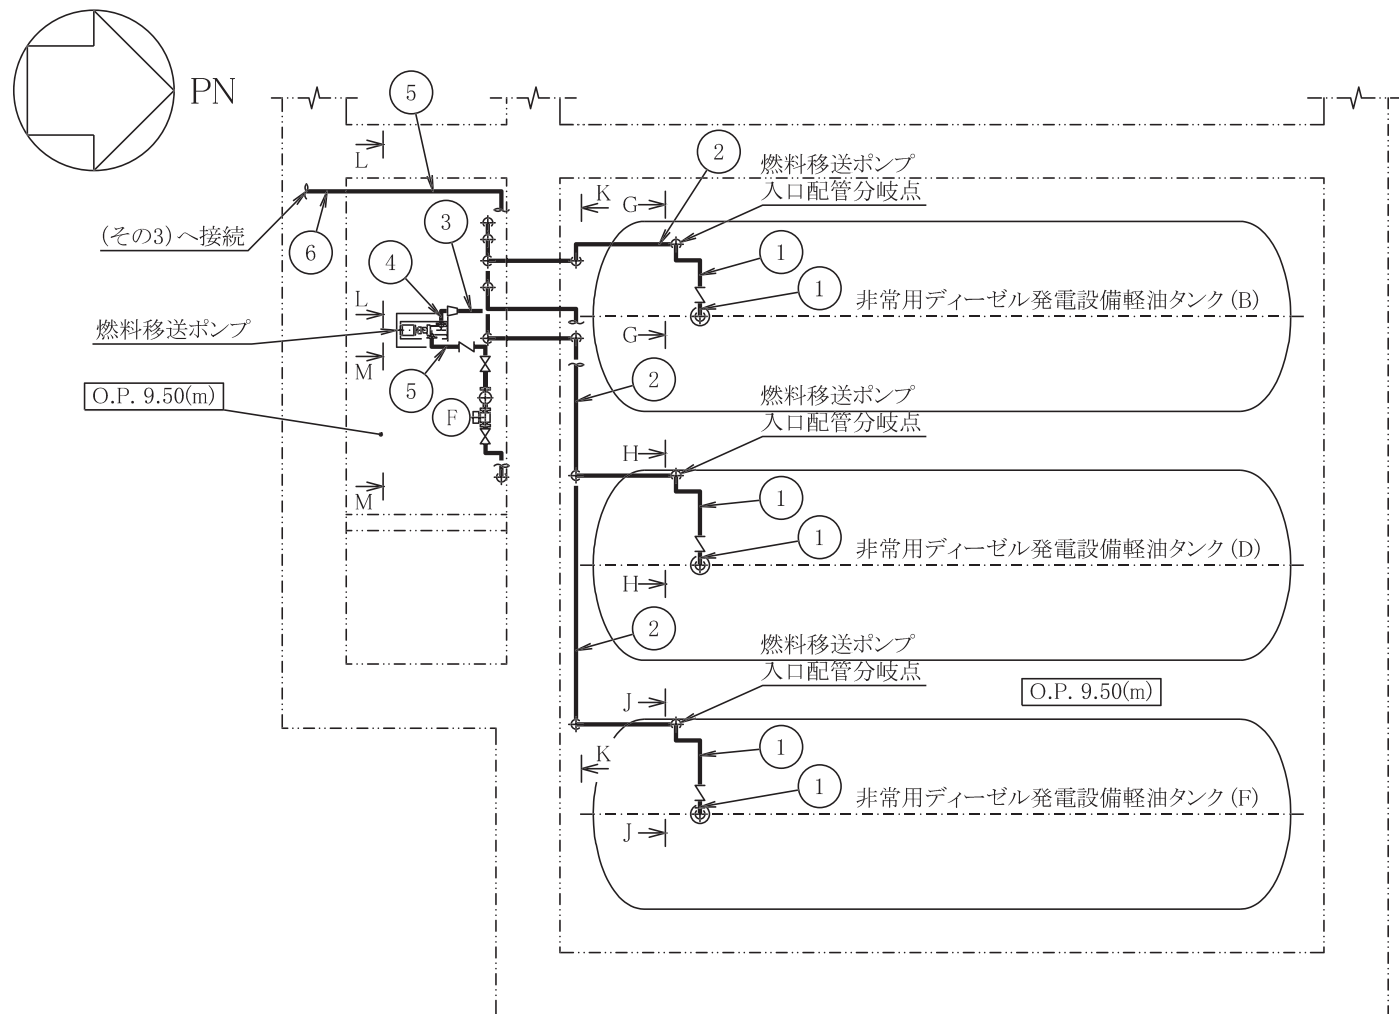 PN
5
L
2
燃料移送ポンプ
入口配管分岐点
K
G
(その3)へ接続
6
3
1
4
1
非常用ディーゼル発電設備軽油タンク(B)
L
燃料移送ポンプ
G
M
2
5
O.P. 9.50(m)
F
燃料移送ポンプ
入口配管分岐点
H
M
1
1
非常用ディーゼル発電設備軽油タンク(D)
H
2
燃料移送ポンプ
入口配管分岐点
O.P. 9.50(m)
J
K
1
1
非常用ディーゼル発電設備軽油タンク(F)
J